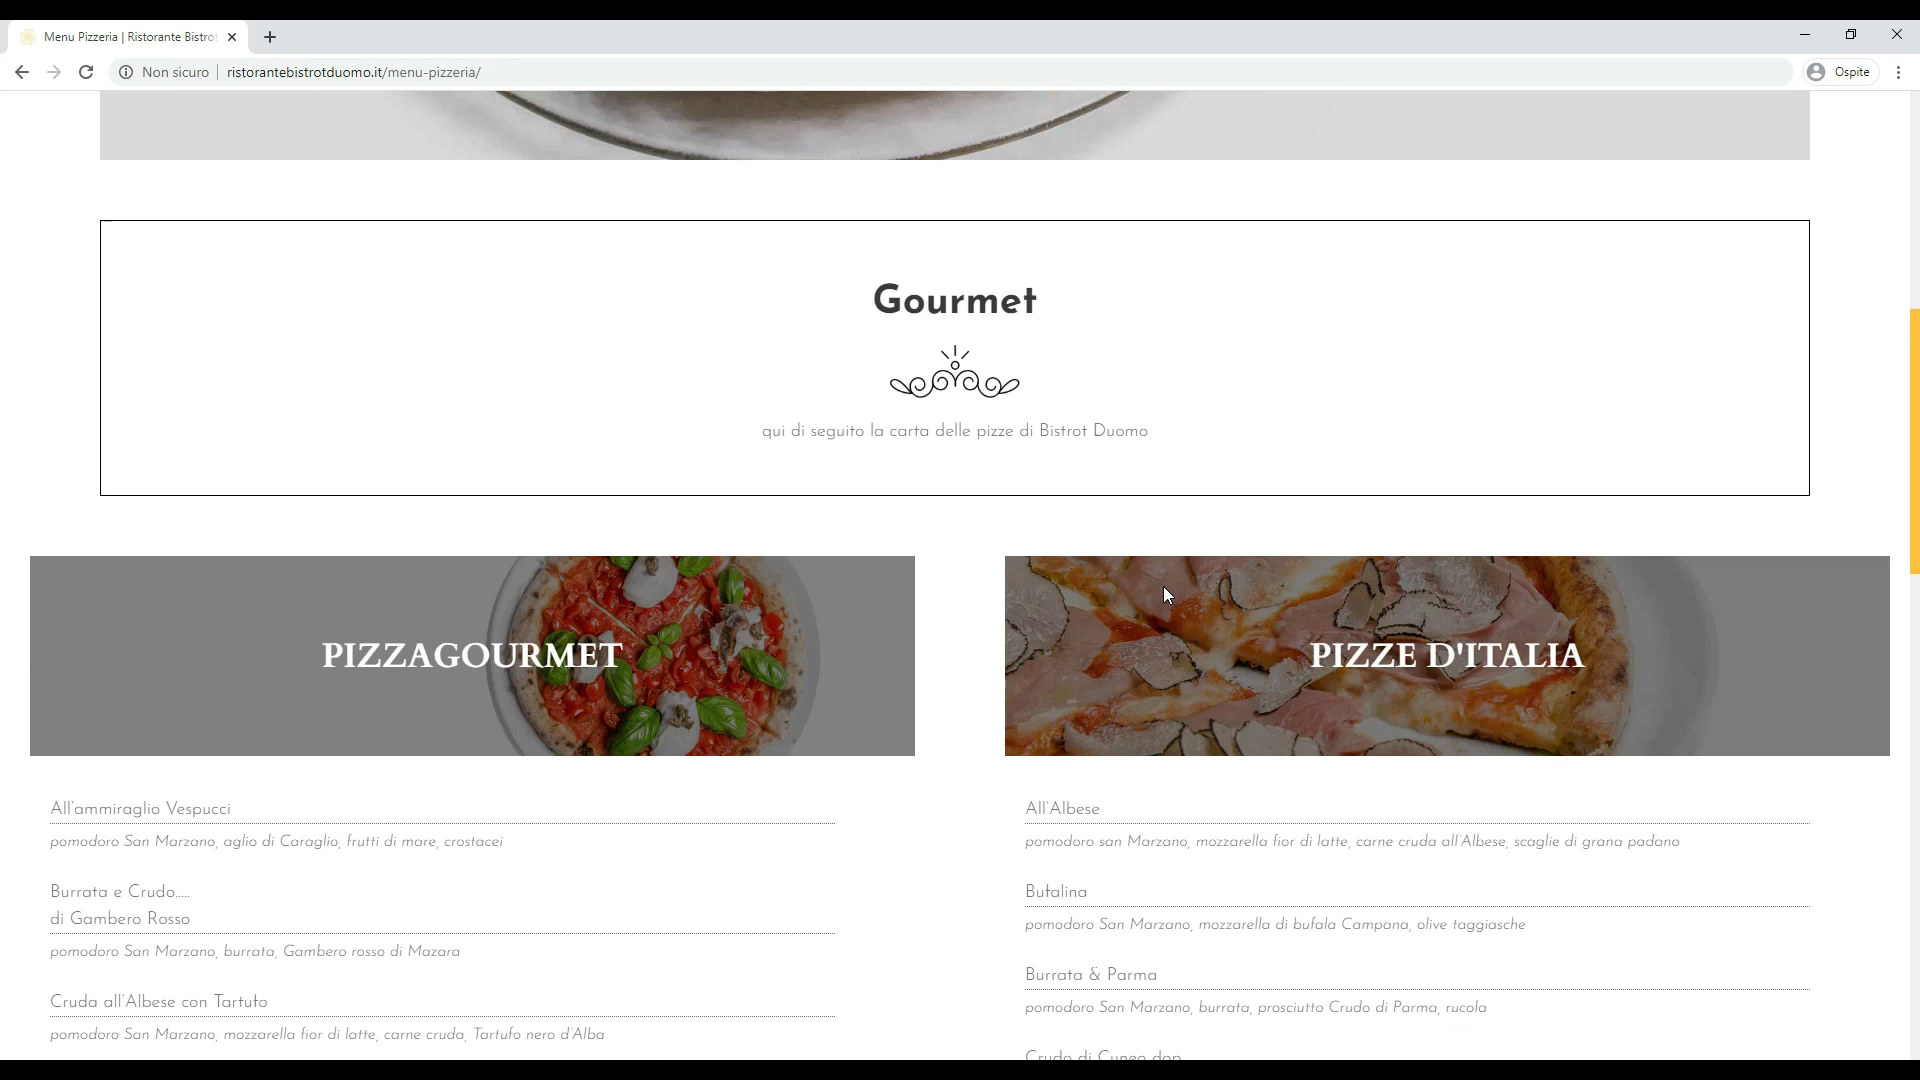 Menu Pizzeria | Ristorante Bistrot
Non sicuro
ristorantebistrotduomo.it/menu-pizzeria/
Ospite
Gourmet
qui di seguito la carta delle pizze di Bistrot Duomo
PIZZAGOURMET
All'ammiraglio Vespucci
pomodoro San Marzano, aglio di Caraglio, frutti di mare, crostacei
Burrata e Crudo.....
di Gambero Rosso
pomodoro San Marzano, burrata, Gambero rosso di Mazara
Cruda all'Albese con Tartufo
pomodoro San Marzano, mozzarella fior di latte, carne cruda, Tartufo nero d'Alba
PIZZE D'ITALIA
All'Albese
pomodoro san Marzano, mozzarella fior di latte, carne cruda all'Albese, scaglie di grana padano
Bufalina
pomodoro San Marzano, mozzarella di bufala Campana, olive taggiasche
Burrata & Parma
pomodoro San Marzano, burrata, prosciutto Crudo di Parma, rucola
Crudo di Cuneo dop